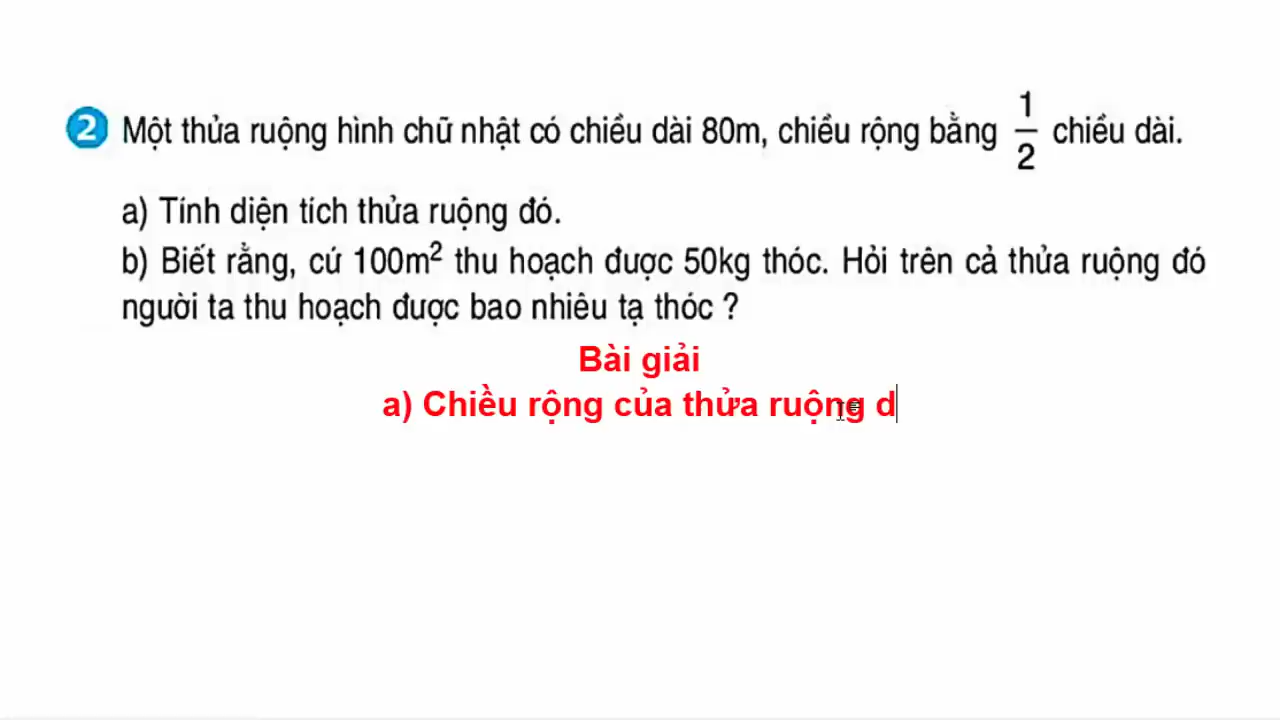 2 Một thửa ruộng hình chữ nhật có chiều dài 80m, chiều rộng bằng 1/2 chiều dài.
a) Tính diện tích thửa ruộng đó.
b) Biết rằng, cứ 100m² thu hoạch được 50kg thóc. Hỏi trên cả thửa ruộng đó
người ta thu hoạch được bao nhiêu tạ thóc ?
Bài giải
a) Chiều rộng của thửa ruộng d